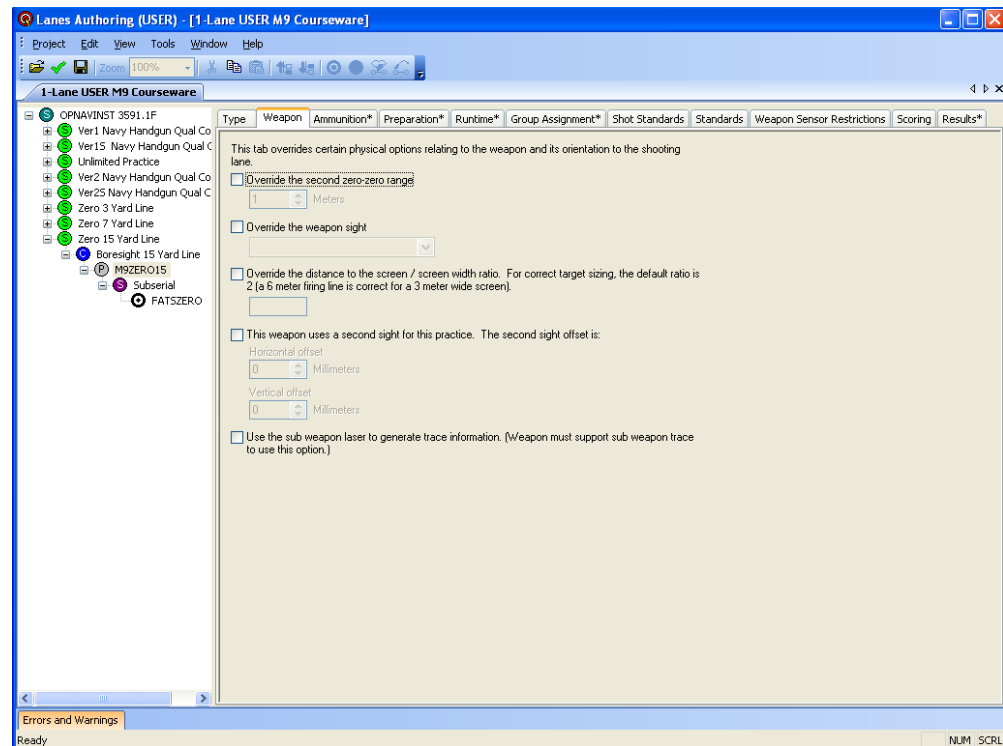 Lanes Authoring (USER) - [1-Lane USER M9 Courseware]
Project Edit View Tools Window Help
Zoom 100%
1-Lane USER M9 Courseware
S OPNAVINST 3591.1F
S Ver1 Navy Handgun Qual Co
S Ver1S Navy Handgun Qual C
S Unlimited Practice
S Ver2 Navy Handgun Qual Co
S Ver2S Navy Handgun Qual C
S Zero 3 Yard Line
S Zero 7 Yard Line
S Zero 15 Yard Line
C Boresight 15 Yard Line
P M9ZERO15
S Subserial
FATSZERO
Type Weapon Ammunition* Preparation* Runtime* Group Assignment* Shot Standards Standards Weapon Sensor Restrictions Scoring Results*
This tab overrides certain physical options relating to the weapon and its orientation to the shooting
lane.
Override the second zero-zero range
1 Meters
Override the weapon sight
Override the distance to the screen / screen width ratio. For correct target sizing, the default ratio is
2 (a 6 meter firing line is correct for a 3 meter wide screen).
This weapon uses a second sight for this practice. The second sight offset is:
Horizontal offset
0 Millimeters
Vertical offset
0 Millimeters
Use the sub weapon laser to generate trace information. (Weapon must support sub weapon trace
to use this option.)
Errors and Warnings
Ready NUM SCRL